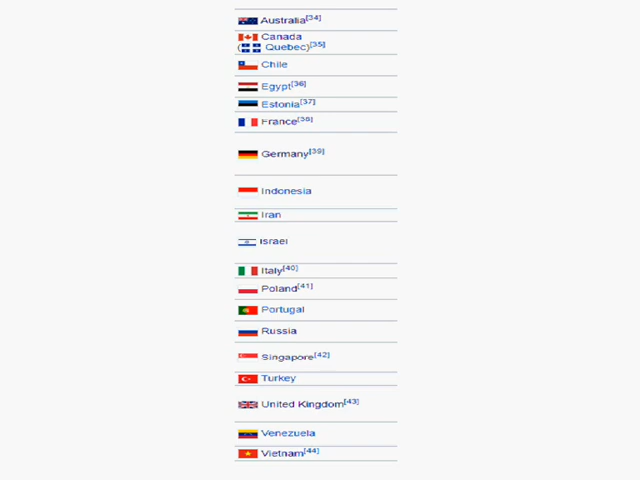 Australia[34]
Canada
(Quebec)[35]
Chile
Egypt[36]
Estonia[37]
France[38]
Germany[39]
Indonesia
Iran
Israel
Italy[40]
Poland[41]
Portugal
Russia
Singapore[42]
Turkey
United Kingdom[43]
Venezuela
Vietnam[44]